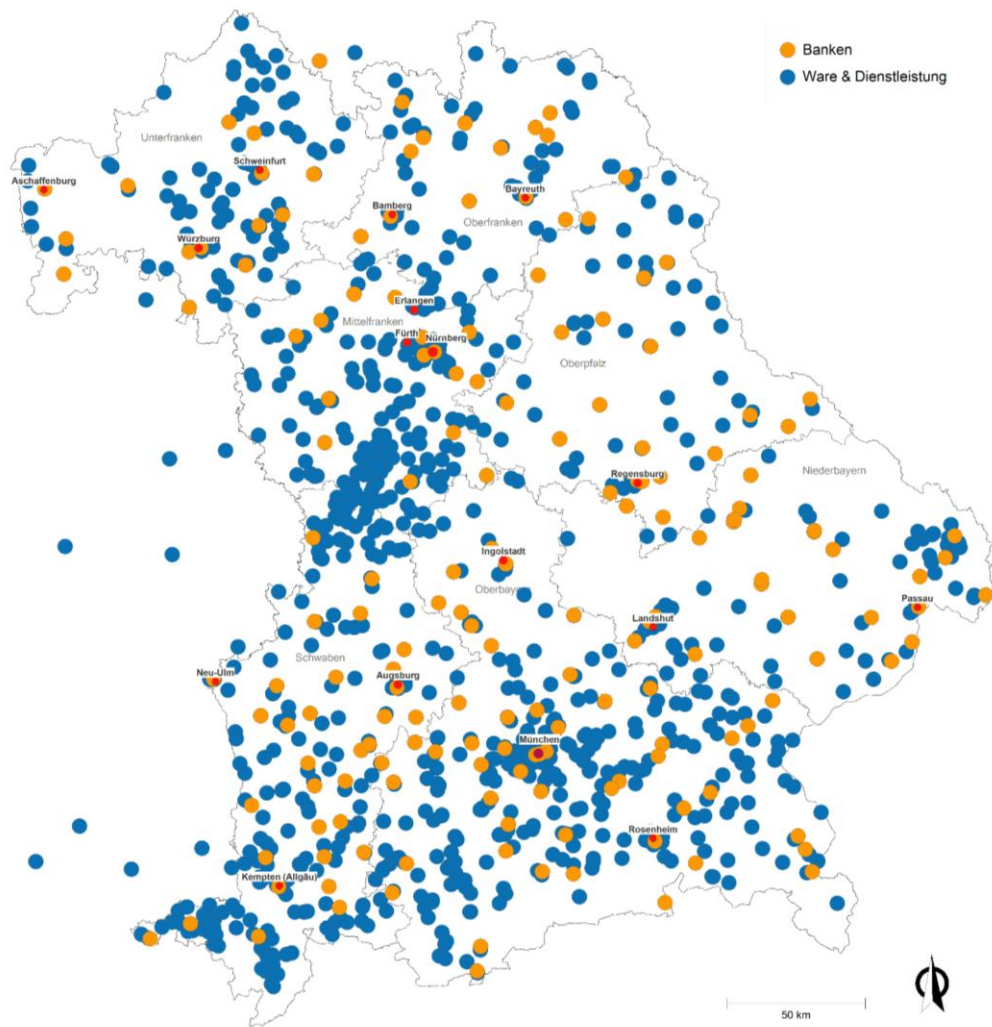 Banken
Ware & Dienstleistung
Unterfranken
Schweinfurt
Aschaffenburg
Bayreuth
Bamberg
Oberfranken
Würzburg
Erlangen
Mittelfranken
Fürth
Nürnberg
Oberpfalz
Niederbayern
Regensburg
Ingolstadt
Oberbayern
Passau
Landshut
Schwaben
Neu-Ulm
Augsburg
München
Rosenheim
Kempten (Allgäu)
50 km